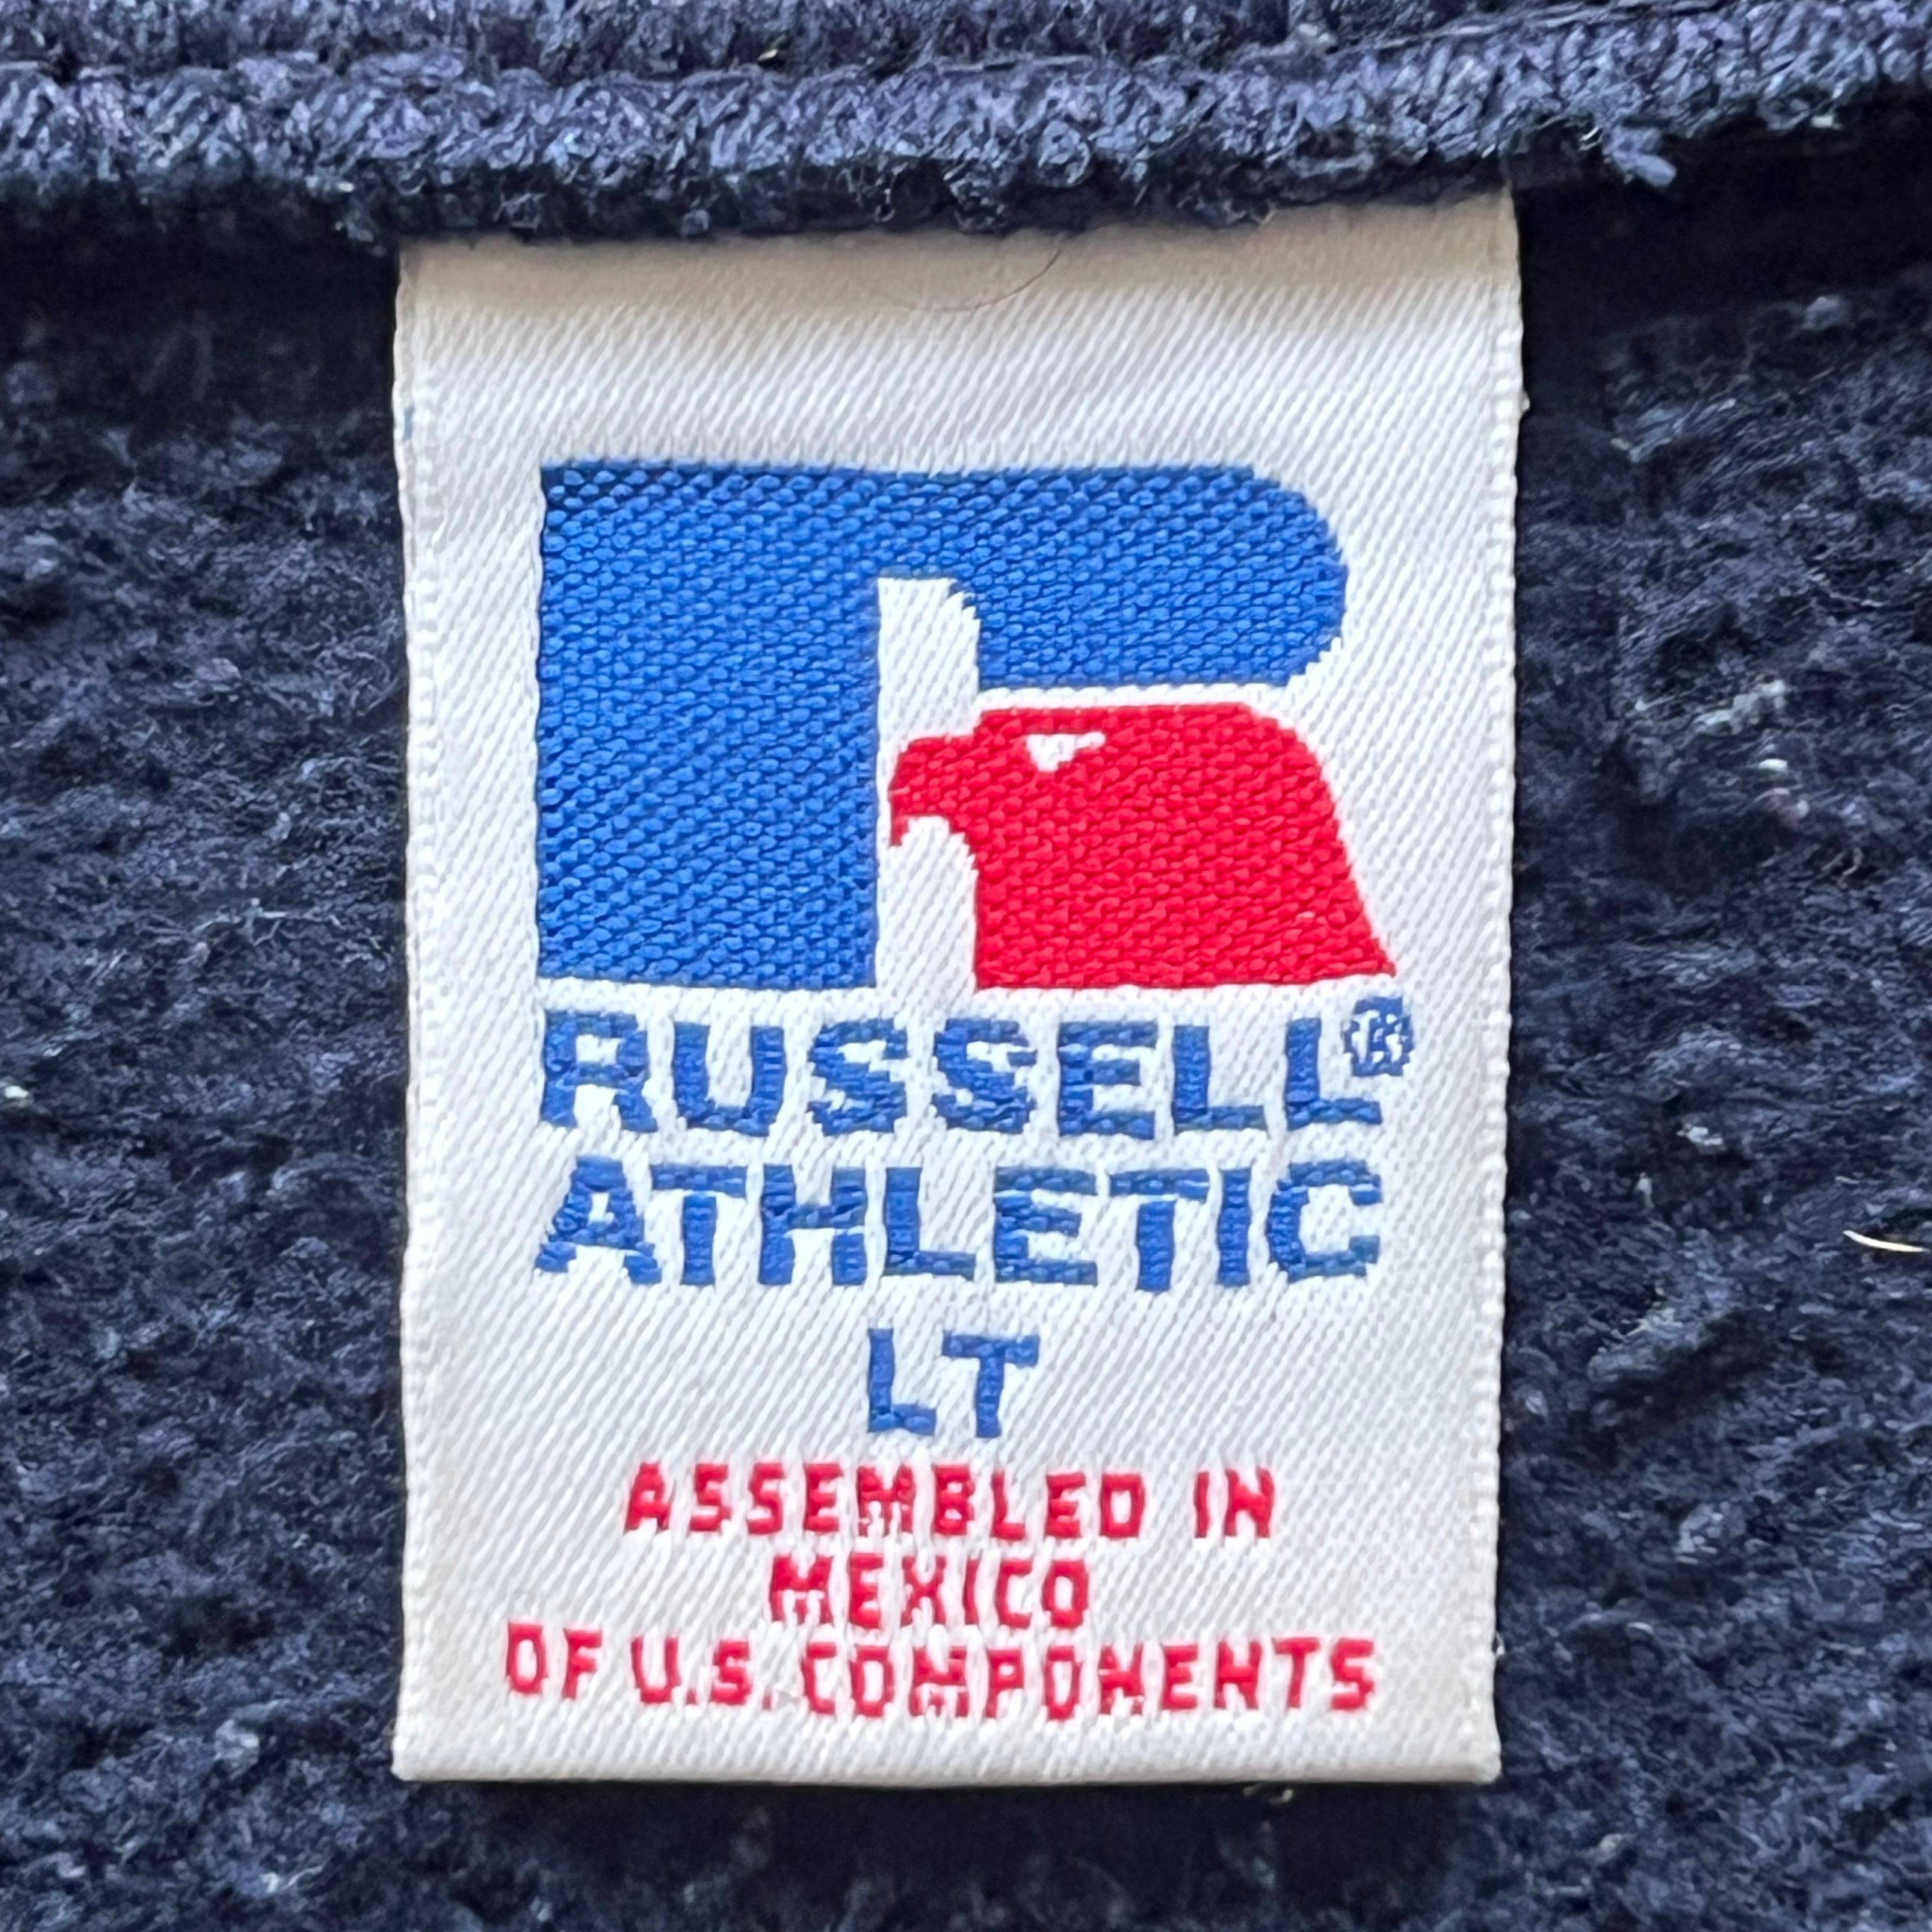 RUSSELL®
ATHLETIC
LT
ASSEMBLED IN
MEXICO
OF U.S. COMPONENTS